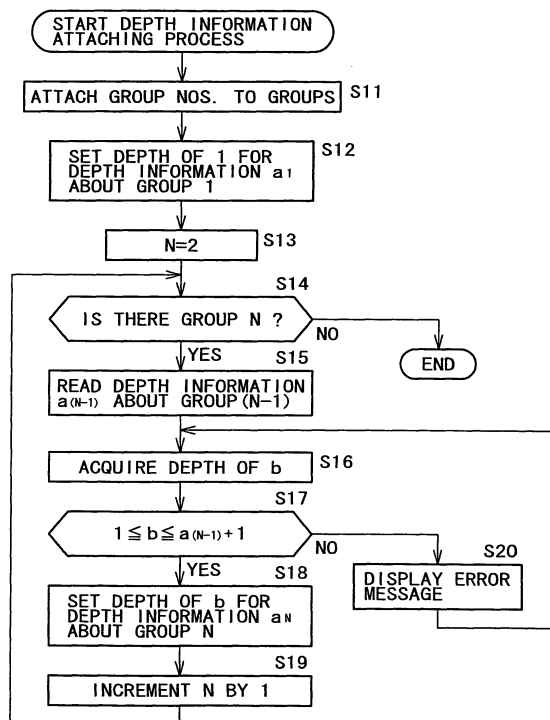 START DEPTH INFORMATION
ATTACHING PROCESS
ATTACH GROUP NOS. TO GROUPS
S11
SET DEPTH OF 1 FOR
DEPTH INFORMATION a1
ABOUT GROUP 1
S12
N=2
S13
S14
IS THERE GROUP N ?
NO
END
YES
S15
READ DEPTH INFORMATION
a(N-1) ABOUT GROUP(N-1)
ACQUIRE DEPTH OF b
S16
S17
1≦b≦a(N-1)+1
NO
S20
DISPLAY ERROR
MESSAGE
YES
S18
SET DEPTH OF b FOR
DEPTH INFORMATION aN
ABOUT GROUP N
S19
INCREMENT N BY 1